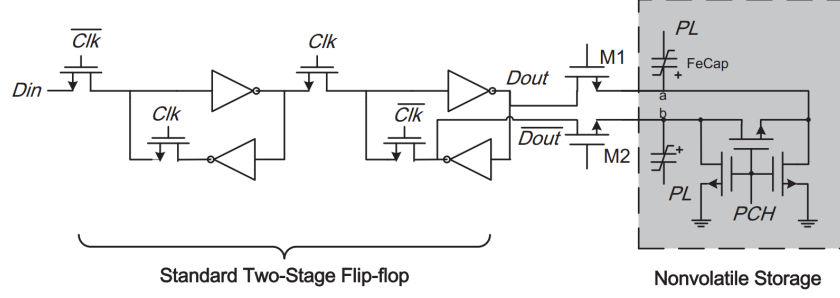 Clk
Clk
PL
M1
FeCap
+
Din
Dout
a
Clk
Clk
b
Dout
+
M2
PL
PCH
Standard Two-Stage Flip-flop
Nonvolatile Storage